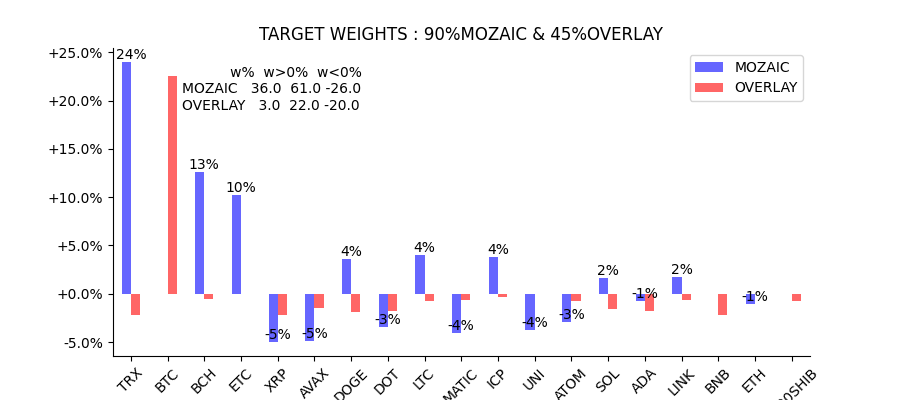 TARGET WEIGHTS : 90%MOZAIC & 45%OVERLAY
+25.0%
+20.0%
+15.0%
+10.0%
+5.0%
+0.0%
-5.0%
w% w>0% w<0%
MOZAIC 36.0 61.0 -26.0
OVERLAY 3.0 22.0 -20.0
MOZAIC
OVERLAY
24%
13%
10%
-5%
-5%
4%
-3%
4%
-4%
4%
-4%
-3%
2%
-1%
2%
-1%
TRX
BTC
BCH
ETC
XRP
AVAX
DOGE
DOT
LTC
MATIC
ICP
UNI
ATOM
SOL
ADA
LINK
BNB
ETH
00SHIB